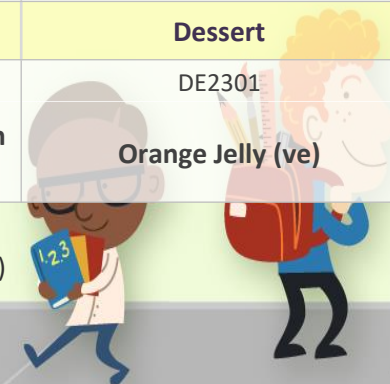 Dessert
DE2301
n
Orange Jelly (ve)
)
1,2,3